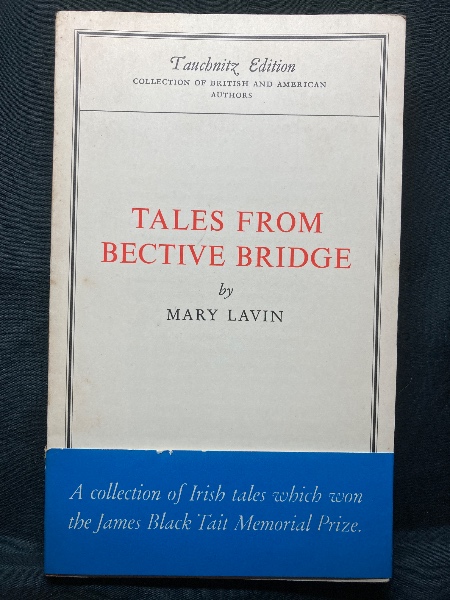 Tauchnitz Edition
COLLECTION OF BRITISH AND AMERICAN
AUTHORS
TALES FROM
BECTIVE BRIDGE
by
MARY LAVIN
A collection of Irish tales which won
the James Black Tait Memorial Prize.